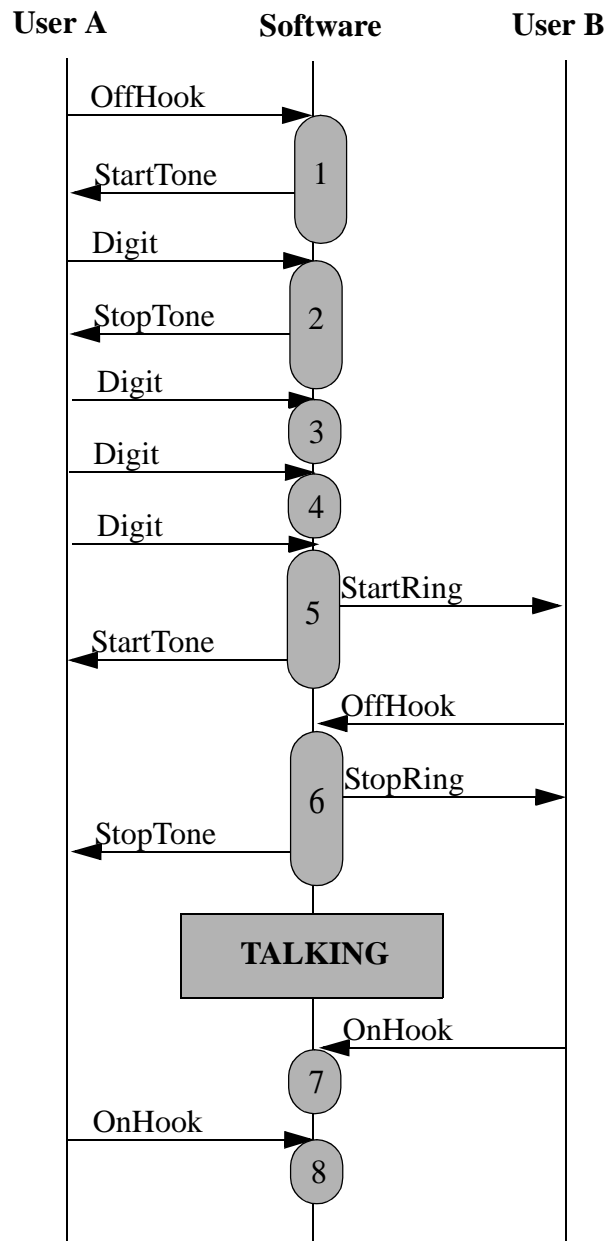 User A Software User B
OffHook
1
StartTone
Digit
2
StopTone
Digit
3
Digit
4
Digit
StartRing
5
StartTone
OffHook
StopRing
6
StopTone
TALKING
OnHook
7
OnHook
8